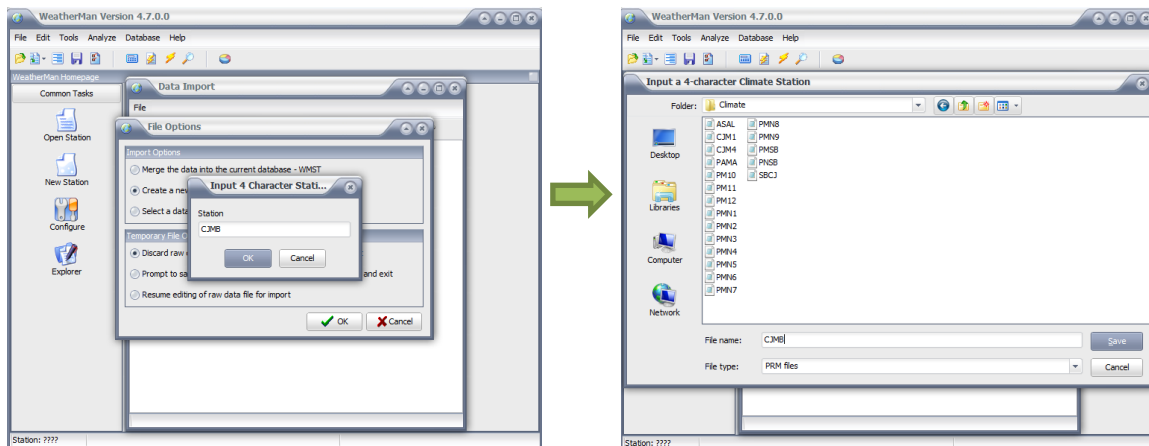 WeatherMan Version 4.7.0.0
File Edit Tools Analyze Database Help
WeatherMan Homepage
Common Tasks
Open Station
New Station
Configure
Explorer
Data Import
File
File Options
Import Options
Merge the data into the current database - WMST
Create a new
Select a data
Input 4 Character Stati...
Station
CJMB
OK Cancel
Temporary File O
Discard raw
Prompt to sa and exit
Resume editing of raw data file for import
OK Cancel
Station: ????
WeatherMan Version 4.7.0.0
File Edit Tools Analyze Database Help
Input a 4-character Climate Station
Folder: Climate
Desktop
Libraries
Computer
Network
ASAL
CJM1
CJM4
PAMA
PM10
PM11
PM12
PMN1
PMN2
PMN3
PMN4
PMN5
PMN6
PMN7
PMN8
PMN9
PMSB
PNSB
SBCJ
File name: CJMB Save
File type: PRM files Cancel
Station: ????